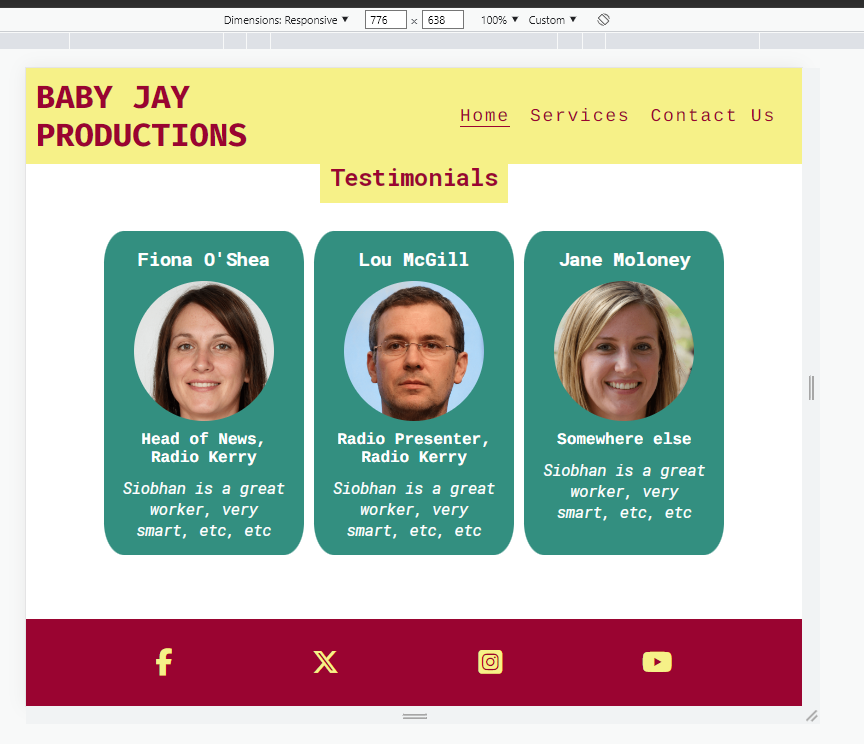 Dimensions: Responsive ▼ 776 × 638 100% ▼ Custom ▼
BABY JAY
PRODUCTIONS
Home Services Contact Us
Testimonials
Fiona O'Shea
Head of News,
Radio Kerry
Siobhan is a great
worker, very
smart, etc, etc
Lou McGill
Radio Presenter,
Radio Kerry
Siobhan is a great
worker, very
smart, etc, etc
Jane Moloney
Somewhere else
Siobhan is a great
worker, very
smart, etc, etc